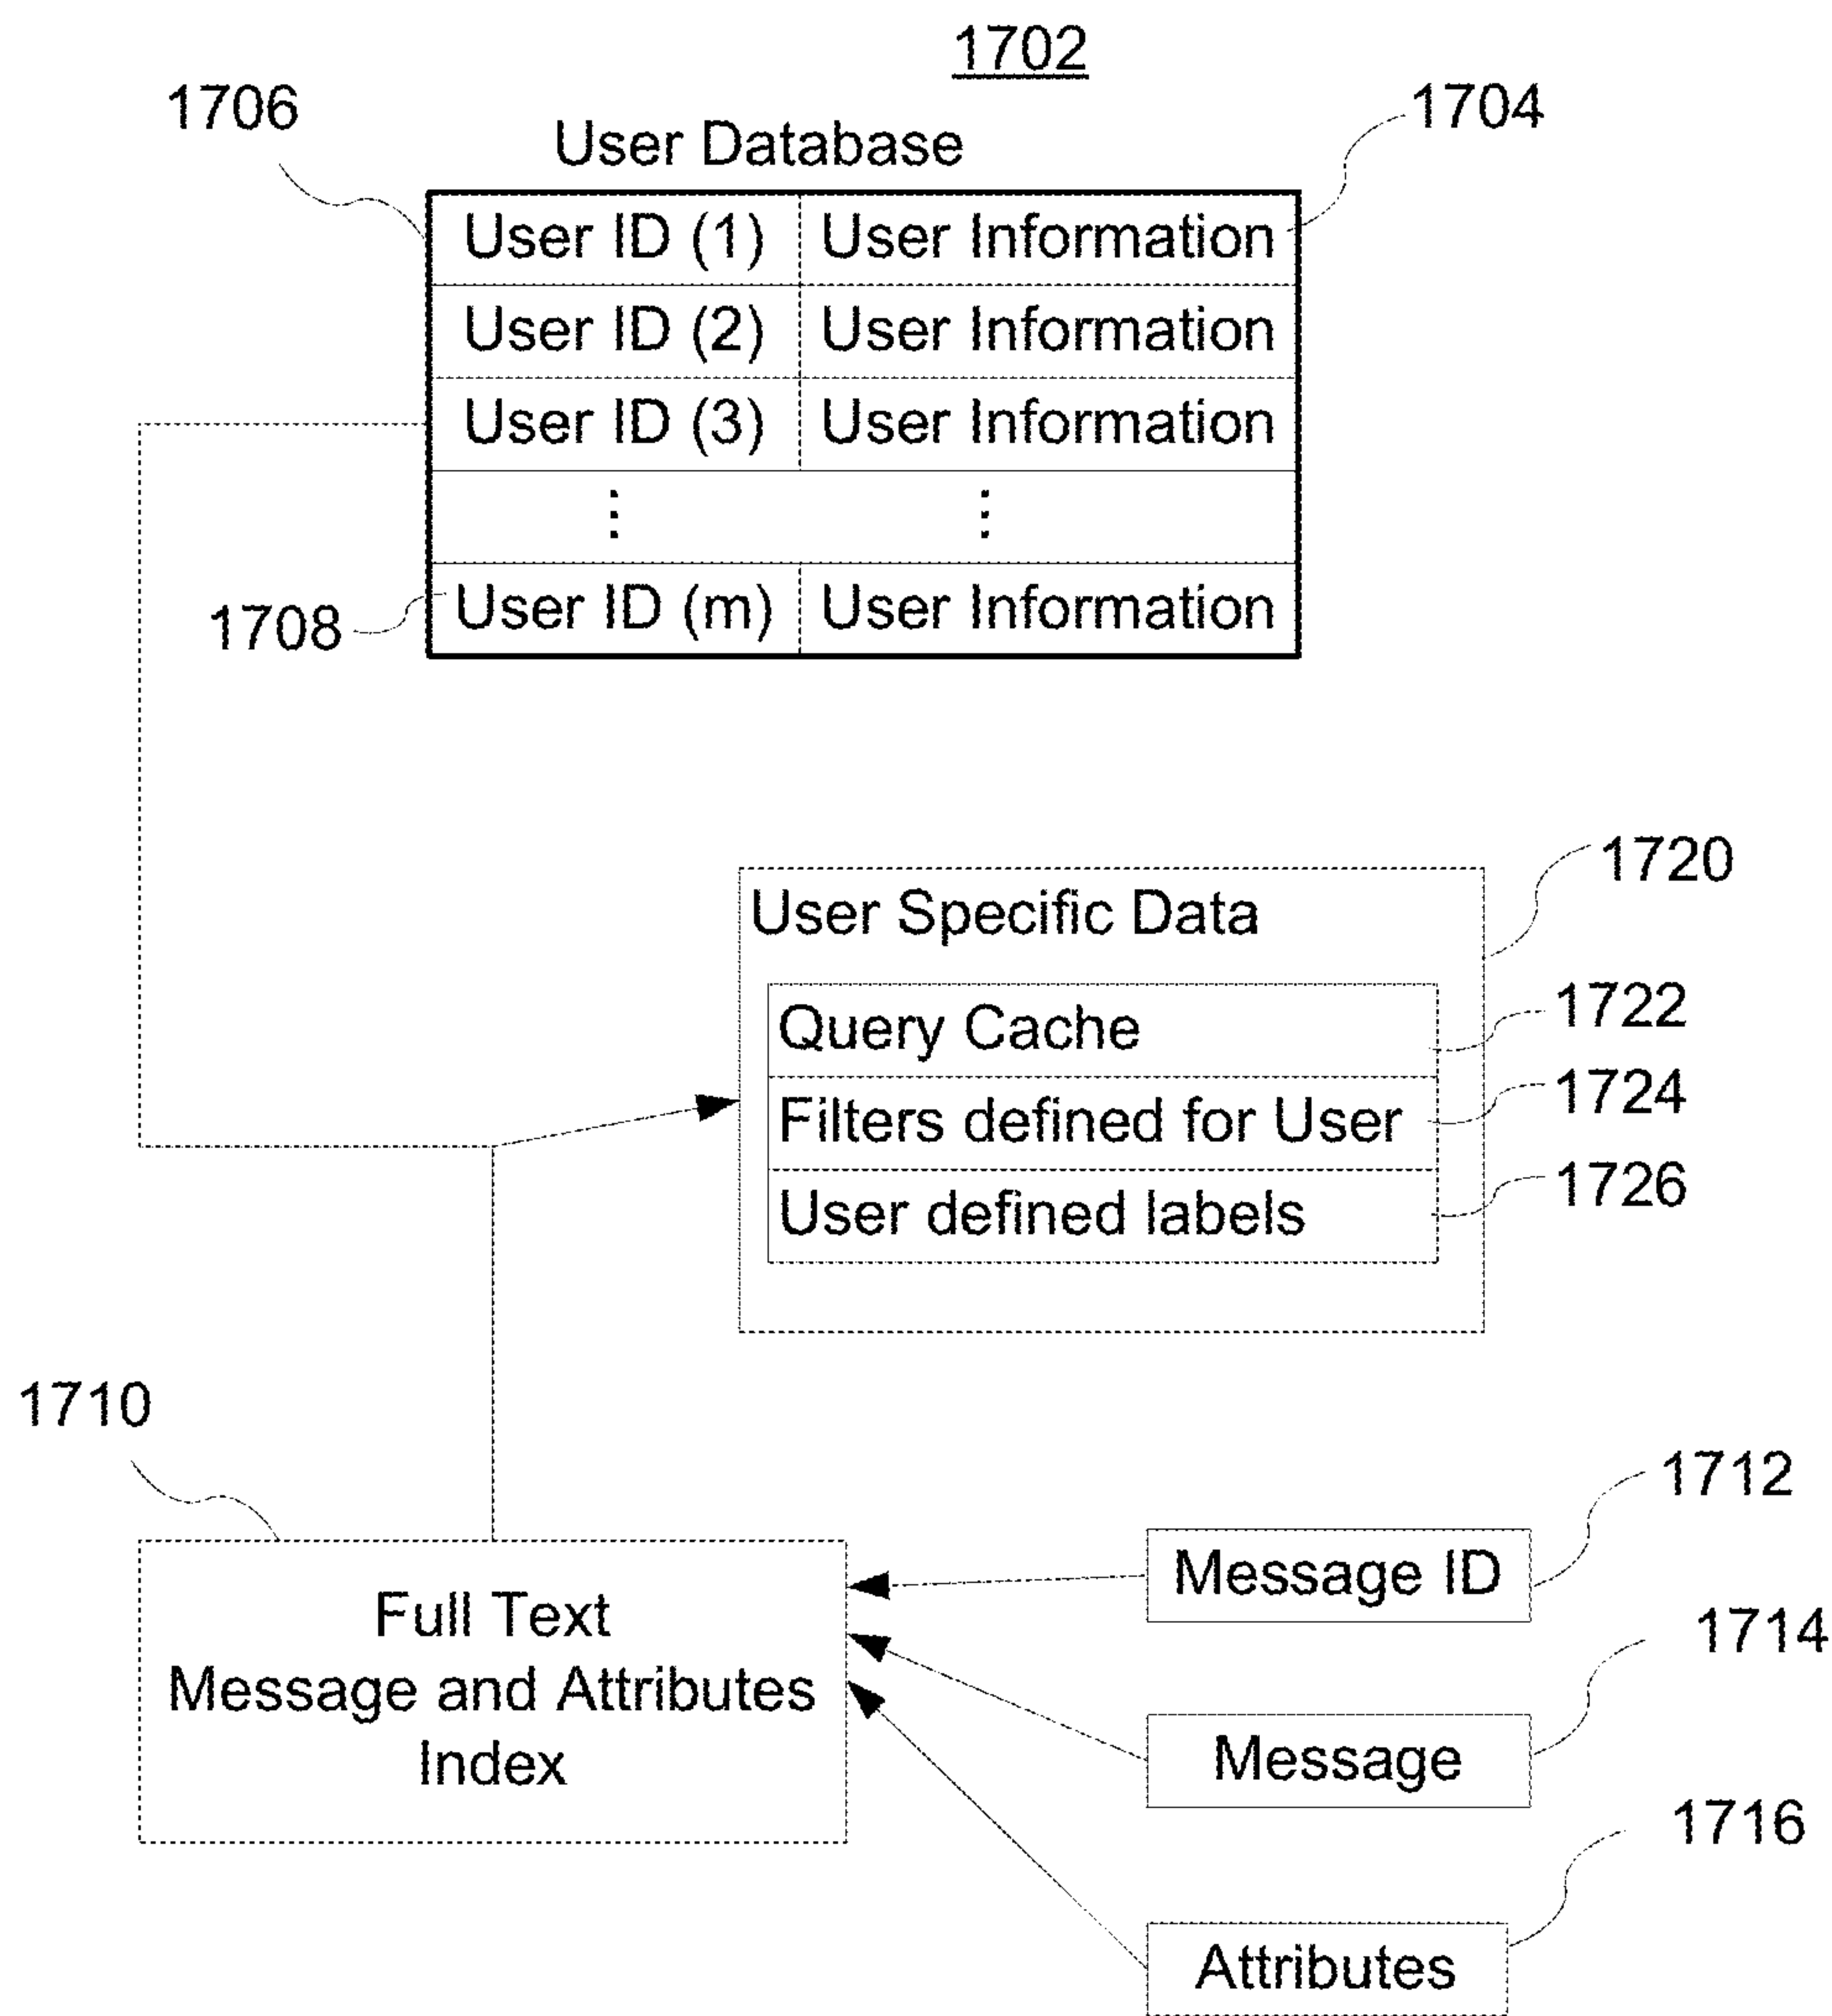 1702
1706
1704
User Database
User ID (1) User Information
User ID (2) User Information
User ID (3) User Information
⋮ ⋮
1708
User ID (m) User Information
1720
User Specific Data
Query Cache
1722
Filters defined for User
1724
User defined labels
1726
1710
Full Text
Message and Attributes
Index
1712
Message ID
1714
Message
1716
Attributes